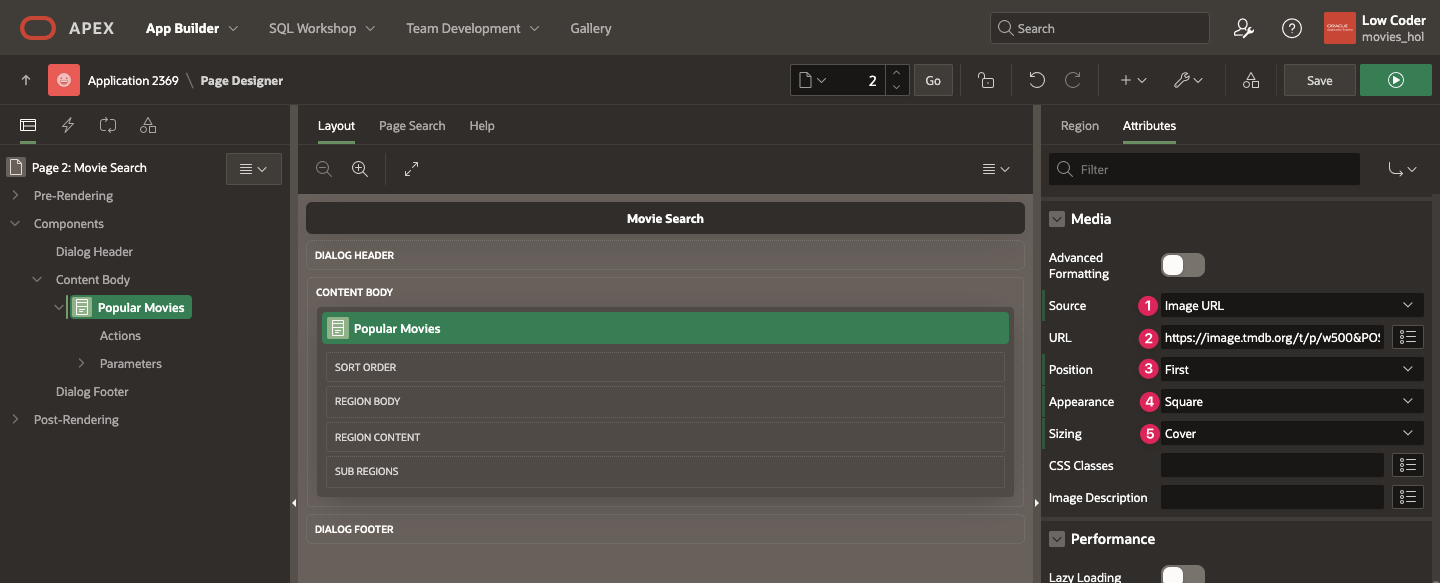 APEX
App Builder
SQL Workshop
Team Development
Gallery
Search
Low Coder
movies_hol
Application 2369 \ Page Designer
2
Go
Save
Layout
Page Search
Help
Region
Attributes
Page 2: Movie Search
Pre-Rendering
Components
Dialog Header
Content Body
Popular Movies
Actions
Parameters
Dialog Footer
Post-Rendering
Movie Search
DIALOG HEADER
CONTENT BODY
Popular Movies
SORT ORDER
REGION BODY
REGION CONTENT
SUB REGIONS
DIALOG FOOTER
Filter
Media
Advanced
Formatting
Source 1 Image URL
URL 2 https://image.tmdb.org/t/p/w500&POS
Position 3 First
Appearance 4 Square
Sizing 5 Cover
CSS Classes
Image Description
Performance
Lazy Loading